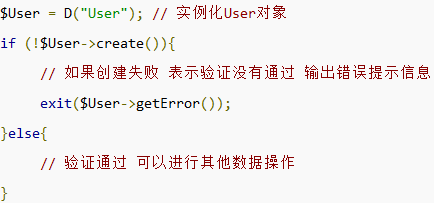 $User = D("User"); // 实例化User对象
if (!$User->create()){
// 如果创建失败 表示验证没有通过 输出错误提示信息
exit($User->getError());
}else{
// 验证通过 可以进行其他数据操作
}